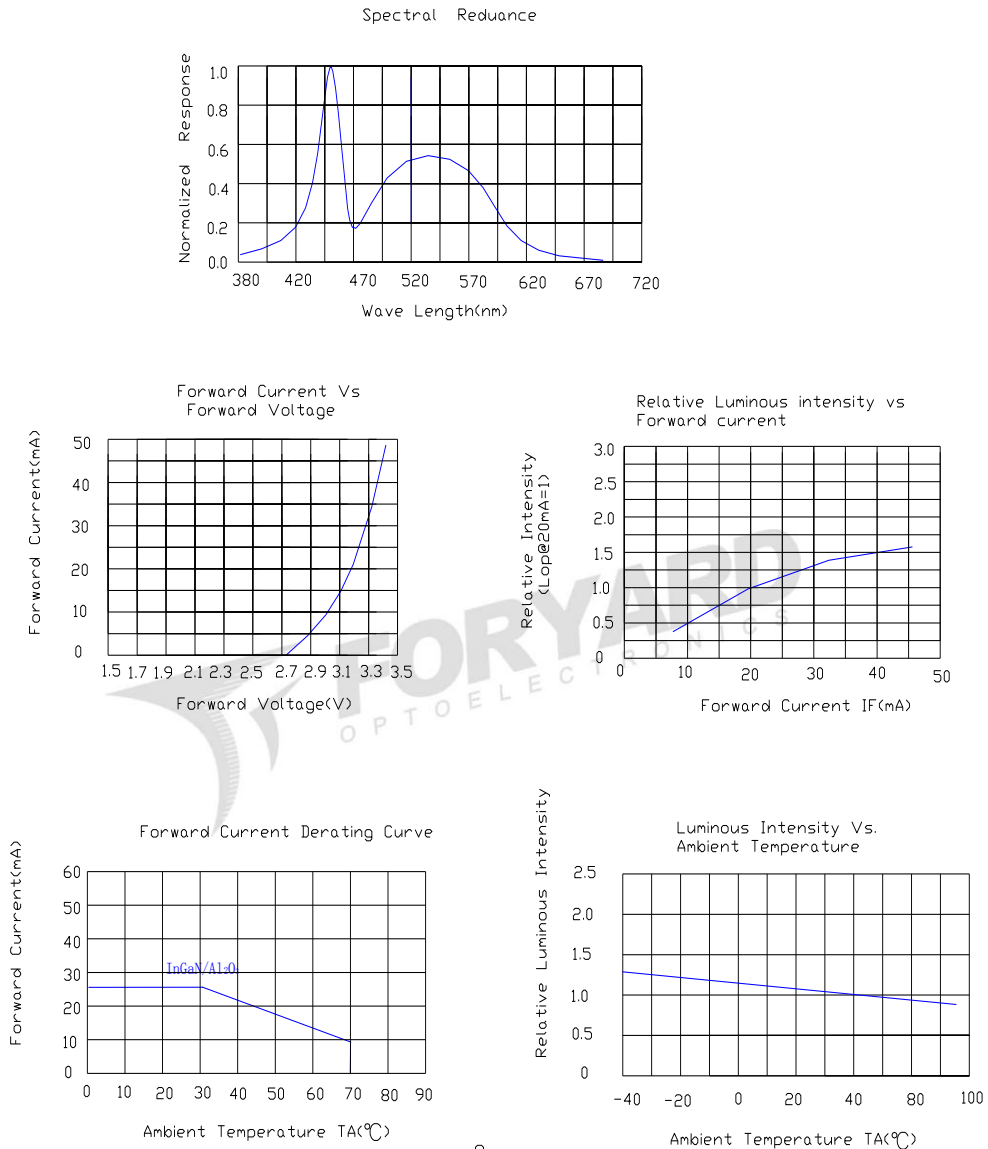 Spectral Reduance
Normalized Response
1.0
0.8
0.6
0.4
0.2
0.0
380 420 470 520 570 620 670 720
Wave Length(nm)
Forward Current Vs
Forward Voltage
Forward Current(mA)
50
40
30
20
10
0
1.5 1.7 1.9 2.1 2.3 2.5 2.7 2.9 3.1 3.3 3.5
Forward Voltage(V)
Relative Luminous intensity vs
Forward current
Relative Intensity
(Lop@20mA=1)
3.0
2.5
2.0
1.5
1.0
0.5
.0
0 10 20 30 40 50
Forward Current IF(mA)
FORYARD
OPTOELECTRONICS
Forward Current Derating Curve
Forward Current(mA)
60
50
40
30
20
10
0
InGaN/Al₂O₃
0 10 20 30 40 50 60 70 80 90
Ambient Temperature TA(℃)
Luminous Intensity Vs.
Ambient Temperature
Relative Luminous Intensity
2.5
2.0
1.5
1.0
0.5
0
-40 -20 0 20 40 80 100
Ambient Temperature TA(℃)